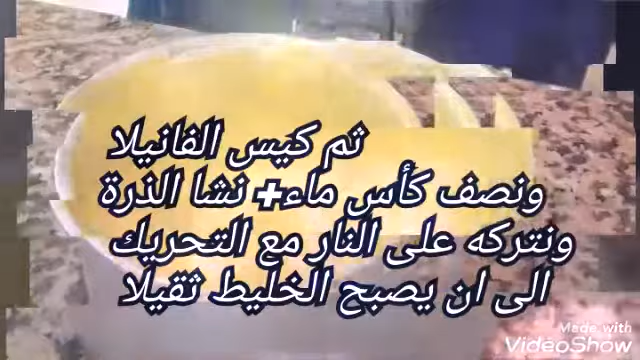 ثم كيس الفانيلا
ونصف كأس ماء+ نشا الذرة
ونتركه على النار مع التحريك
الى ان يصبح الخليط ثقيلا
Made with
VideoShow